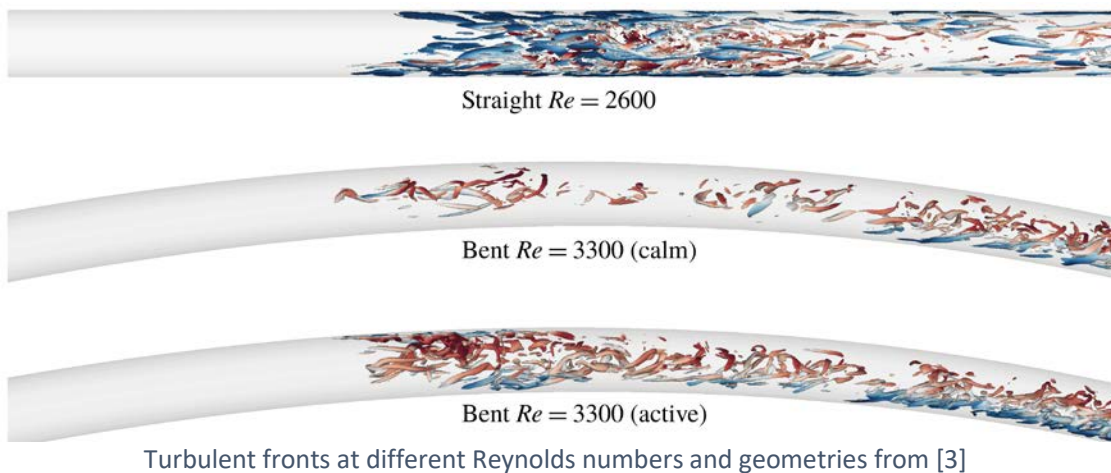 Straight Re = 2600
Bent Re = 3300 (calm)
Bent Re = 3300 (active)
Turbulent fronts at different Reynolds numbers and geometries from [3]